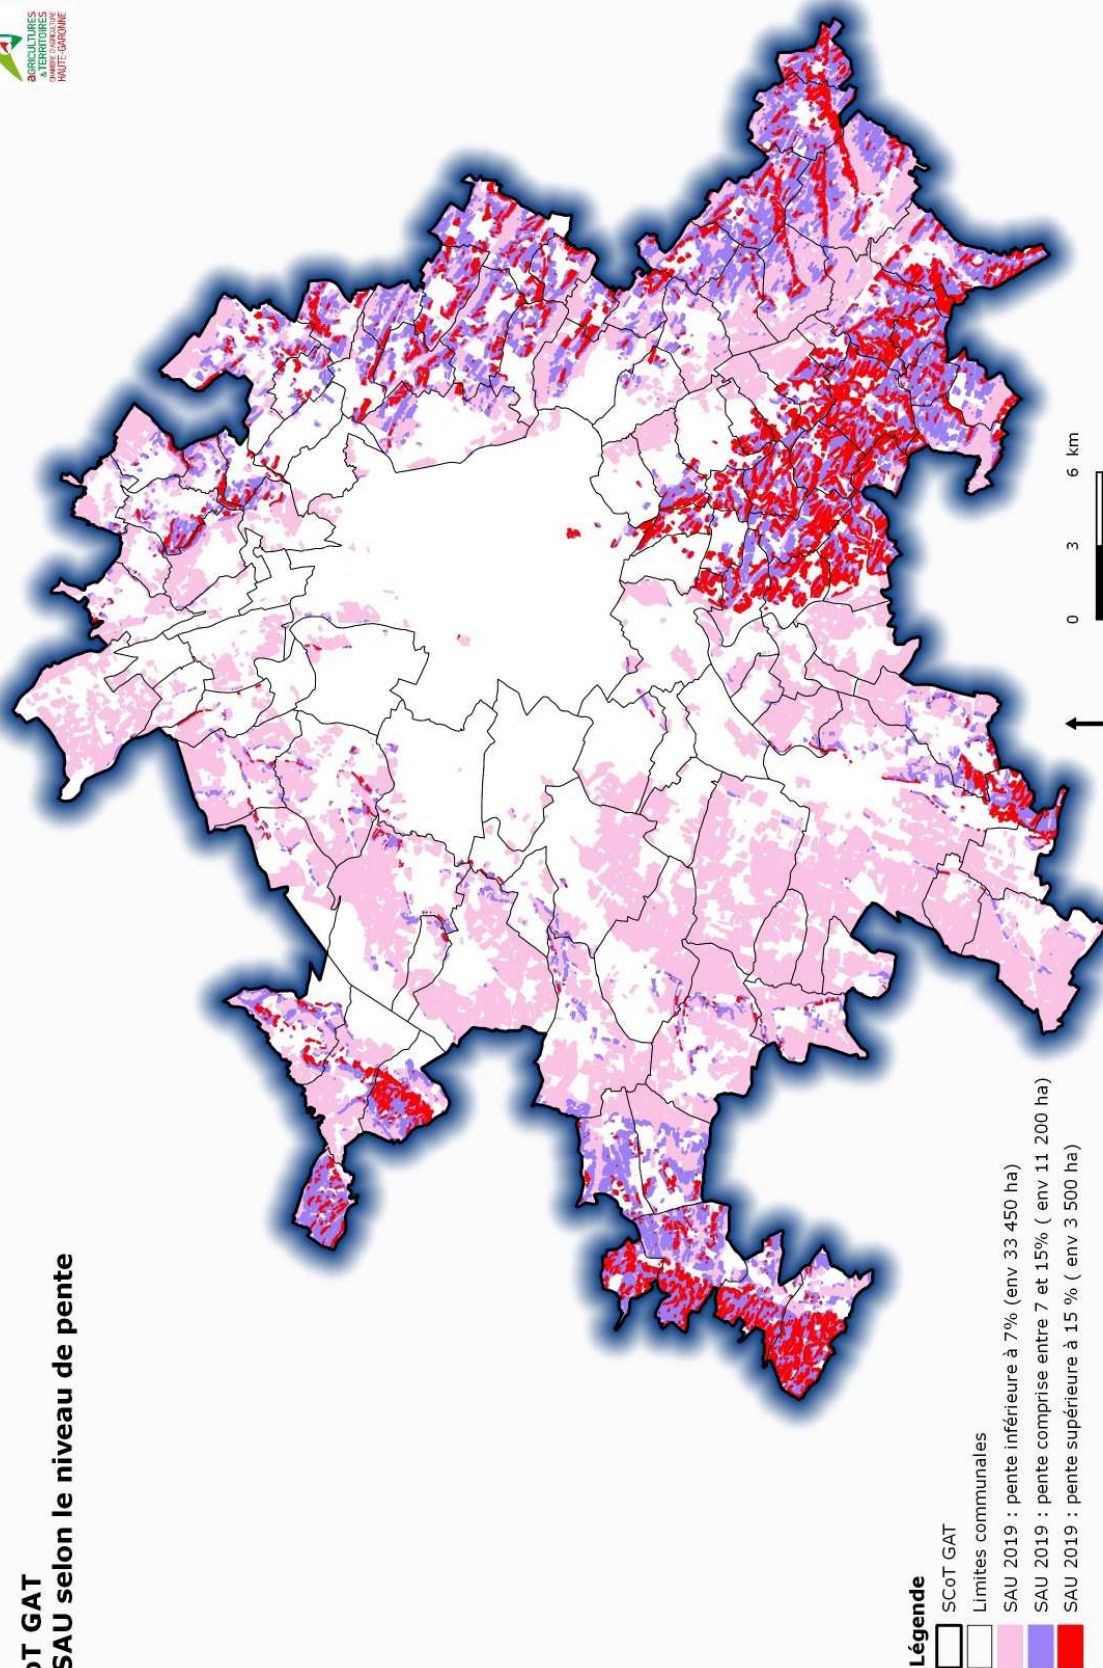 oT GAT
SAU selon le niveau de pente
AGRICULTURES
& TERRITOIRES
CHAMBRE D'AGRICULTURE
HAUTE-GARONNE
Légende
SCoT GAT
Limites communales
SAU 2019 : pente inférieure à 7% (env 33 450 ha)
SAU 2019 : pente comprise entre 7 et 15% ( env 11 200 ha)
SAU 2019 : pente supérieure à 15 % ( env 3 500 ha)
0 3 6 km